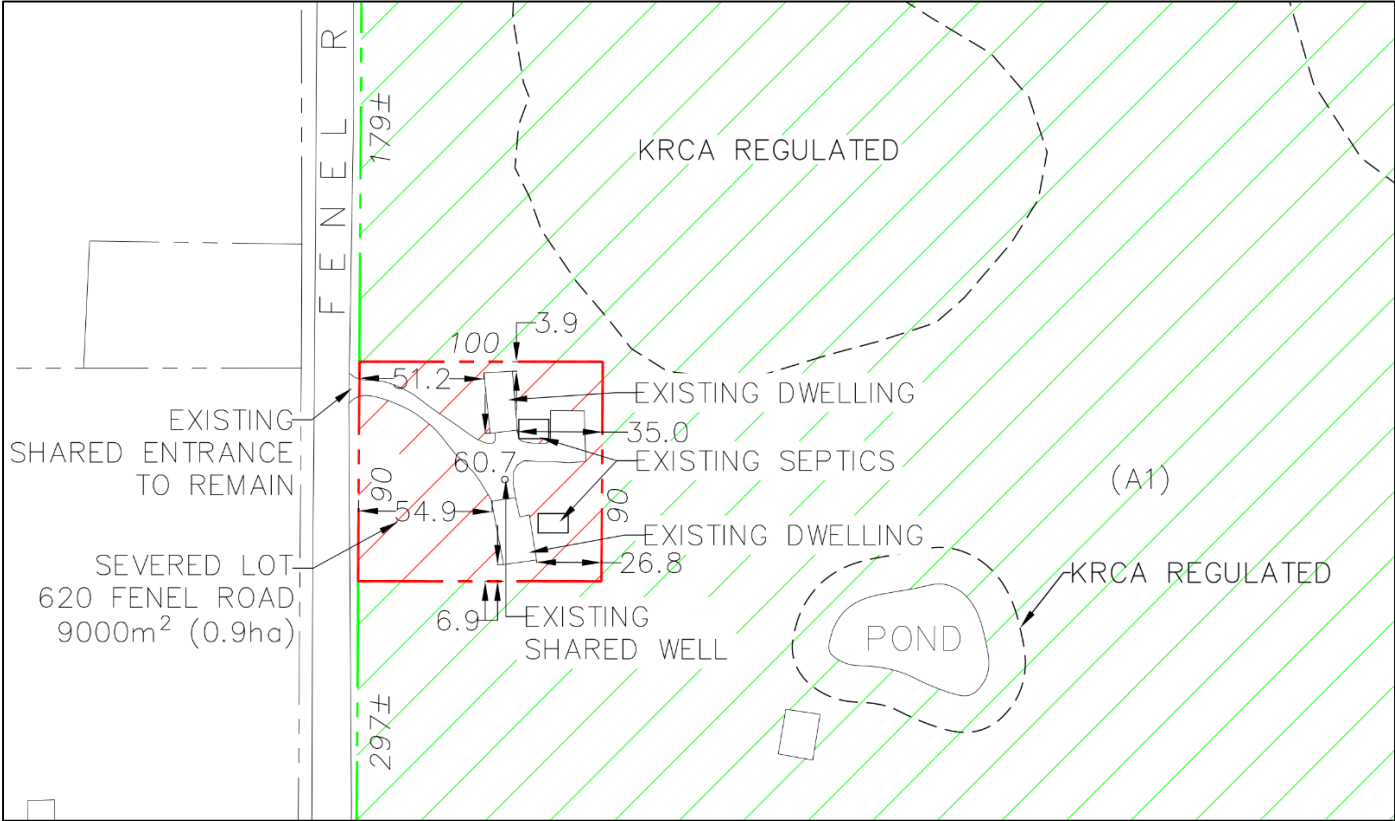 FENEL R
179±
KRCA REGULATED
3.9
100
51.2
EXISTING DWELLING
EXISTING
SHARED ENTRANCE
TO REMAIN
35.0
EXISTING SEPTICS
60.7
90
(A1)
54.9
90
EXISTING DWELLING
26.8
SEVERED LOT
620 FENEL ROAD
9000m² (0.9ha)
KRCA REGULATED
6.9
EXISTING
SHARED WELL
POND
297±